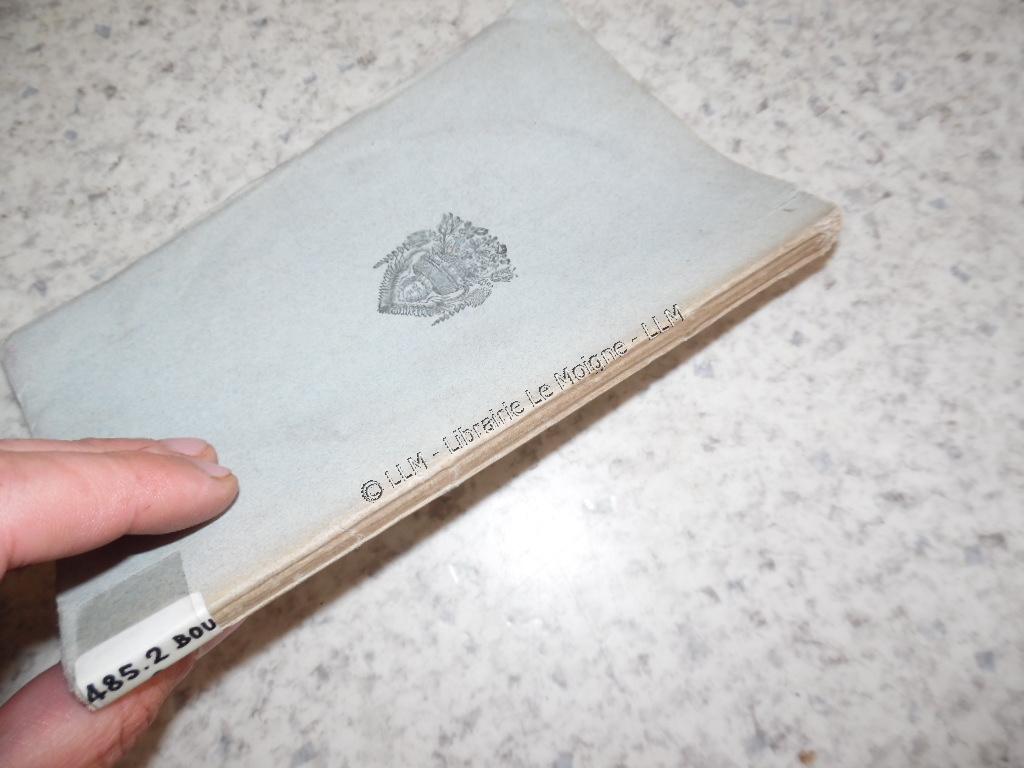 © LLM - Librairie Le Moigne - LLM
485.2 BOU